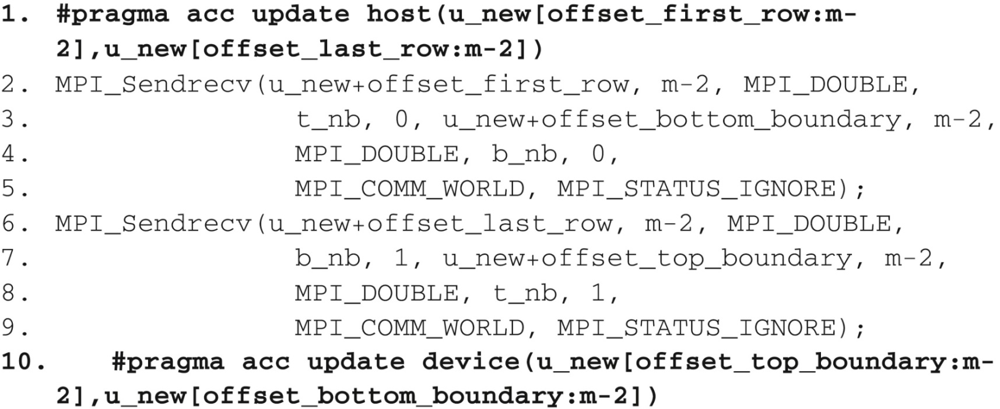 1. #pragma acc update host(u_new[offset_first_row:m-
2],u_new[offset_last_row:m-2])
2. MPI_Sendrecv(u_new+offset_first_row, m-2, MPI_DOUBLE,
3. t_nb, 0, u_new+offset_bottom_boundary, m-2,
4. MPI_DOUBLE, b_nb, 0,
5. MPI_COMM_WORLD, MPI_STATUS_IGNORE);
6. MPI_Sendrecv(u_new+offset_last_row, m-2, MPI_DOUBLE,
7. b_nb, 1, u_new+offset_top_boundary, m-2,
8. MPI_DOUBLE, t_nb, 1,
9. MPI_COMM_WORLD, MPI_STATUS_IGNORE);
10. #pragma acc update device(u_new[offset_top_boundary:m-
2],u_new[offset_bottom_boundary:m-2])